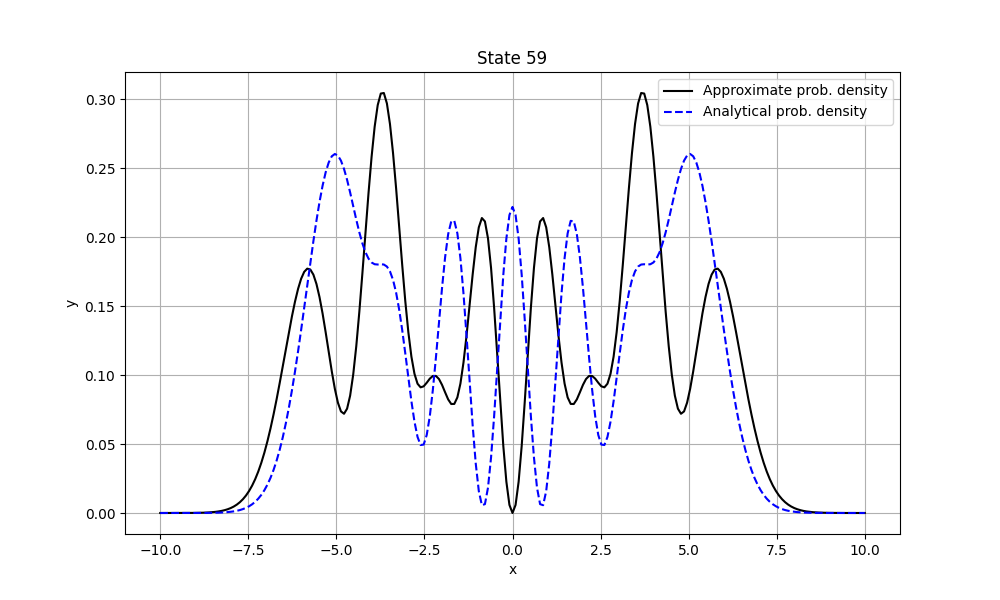 State 59
Approximate prob. density
Analytical prob. density
0.30
0.25
0.20
0.15
0.10
0.05
0.00
y
−10.0 −7.5 −5.0 −2.5 0.0 2.5 5.0 7.5 10.0
x